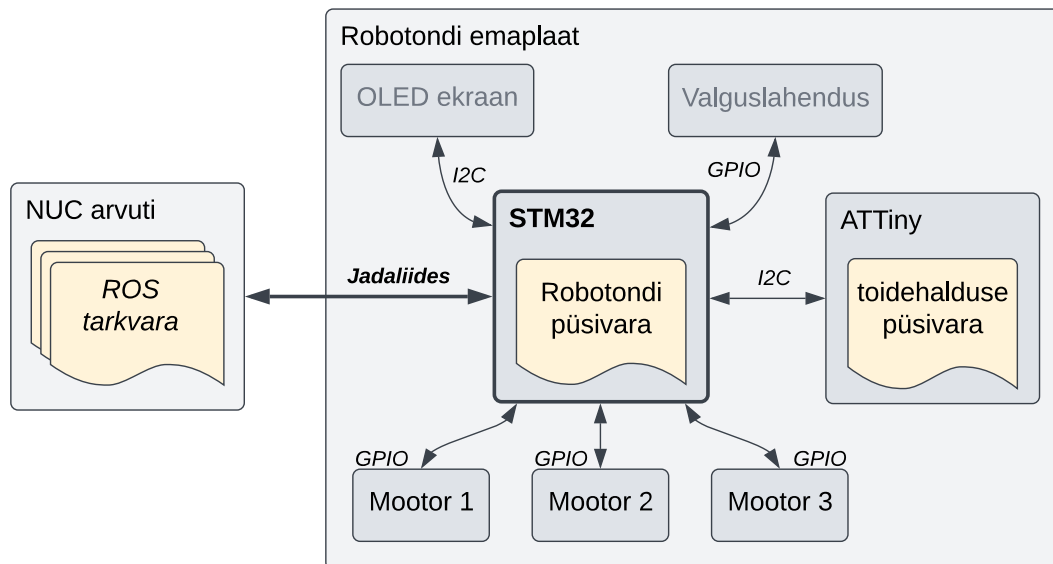 Robotondi emaplaat
OLED ekraan
Valguslahendus
I2C
GPIO
NUC arvuti
ROS
tarkvara
Jadaliides
STM32
Robotondi
püsivara
I2C
ATTiny
toidehalduse
püsivara
GPIO
GPIO
GPIO
Mootor 1
Mootor 2
Mootor 3